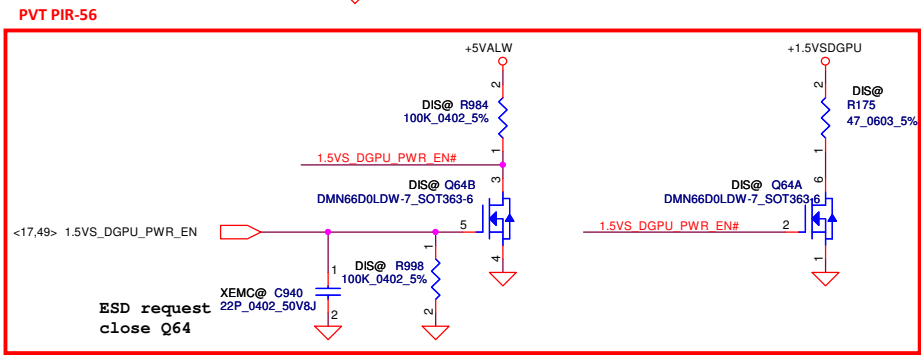 PVT PIR-56
+5VALW
+1.5VSDGPU
2
2
DIS@ R984
100K_0402_5%
DIS@
R175
47_0603_5%
1
1
1.5VS_DGPU_PWR_EN#
3
6
DIS@ Q64B
DMN66D0LDW-7_SOT363-6
DIS@ Q64A
DMN66D0LDW-7_SOT363-6
<17,49> 1.5VS_DGPU_PWR_EN
5
1.5VS_DGPU_PWR_EN#
2
4
1
1
1
DIS@ R998
100K_0402_5%
XEMC@ C940
22P_0402_50V8J
2
2
ESD request
close Q64